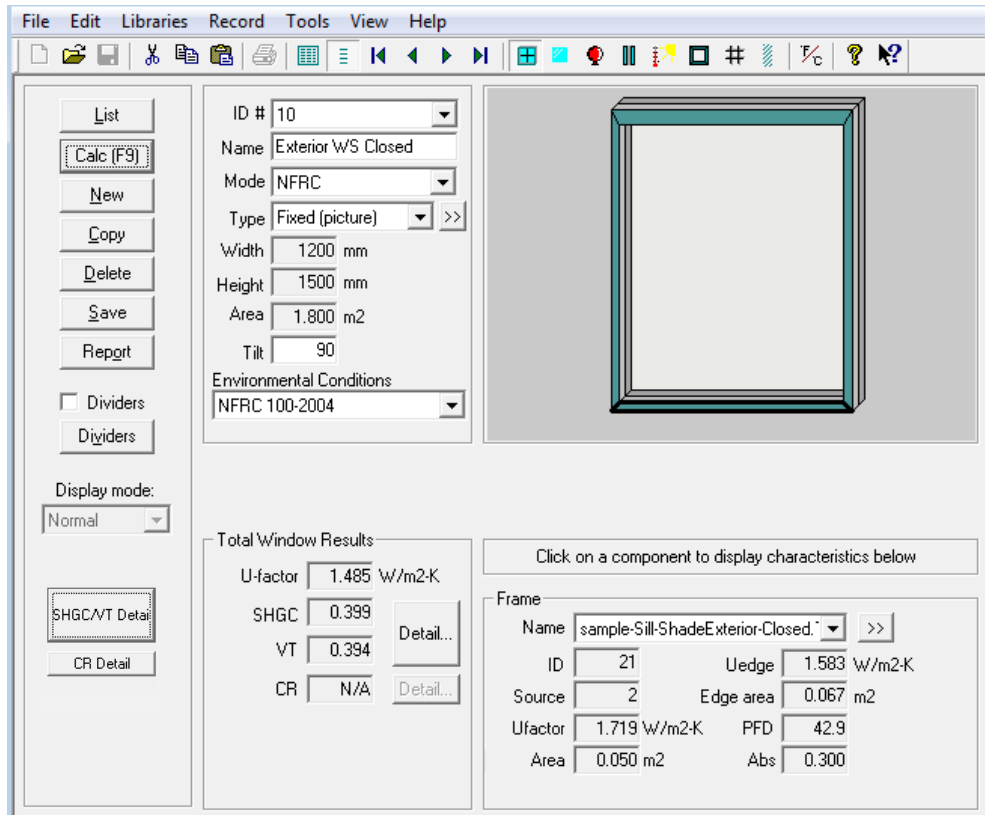 File Edit Libraries Record Tools View Help
F/C
List
Calc (F9)
New
Copy
Delete
Save
Report
Dividers
Dividers
Display mode:
Normal
SHGC/VT Detai
CR Detail
ID # 10
Name Exterior WS Closed
Mode NFRC
Type Fixed (picture) >>
Width 1200 mm
Height 1500 mm
Area 1.800 m2
Tilt 90
Environmental Conditions
NFRC 100-2004
Total Window Results
U-factor 1.485 W/m2-K
SHGC 0.399
Detail...
VT 0.394
CR N/A Detail...
Click on a component to display characteristics below
Frame
Name sample-Sill-ShadeExterior-Closed. >>
ID 21 Uedge 1.583 W/m2-K
Source 2 Edge area 0.067 m2
Ufactor 1.719 W/m2-K PFD 42.9
Area 0.050 m2 Abs 0.300